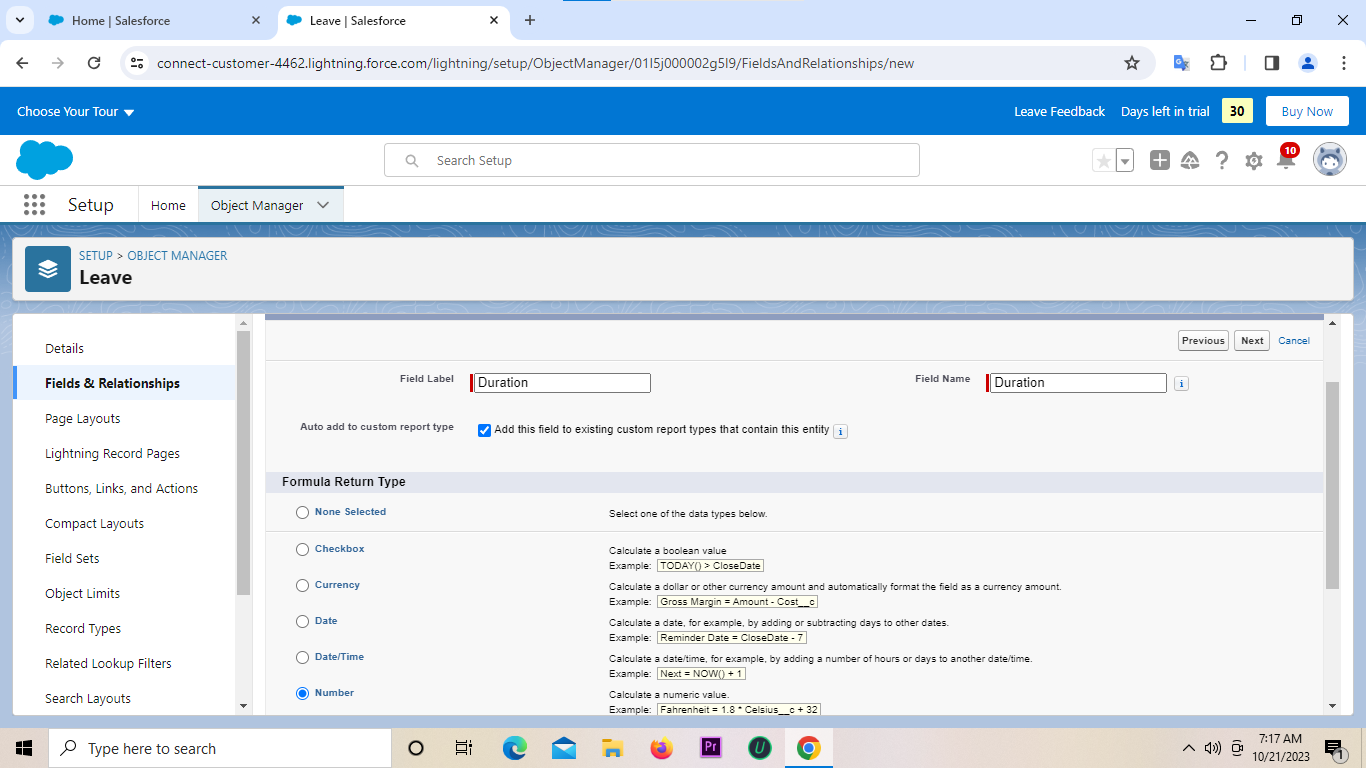 Home | Salesforce
Leave | Salesforce
connect-customer-4462.lightning.force.com/lightning/setup/ObjectManager/01I5j000002g5I9/FieldsAndRelationships/new
Choose Your Tour
Leave Feedback
Days left in trial
30
Buy Now
Search Setup
10
Setup
Home
Object Manager
SETUP > OBJECT MANAGER
Leave
Details
Fields & Relationships
Page Layouts
Lightning Record Pages
Buttons, Links, and Actions
Compact Layouts
Field Sets
Object Limits
Record Types
Related Lookup Filters
Search Layouts
Previous
Next
Cancel
Field Label
Duration
Field Name
Duration
i
Auto add to custom report type
Add this field to existing custom report types that contain this entity
i
Formula Return Type
None Selected
Select one of the data types below.
Checkbox
Calculate a boolean value
Example: TODAY() > CloseDate
Currency
Calculate a dollar or other currency amount and automatically format the field as a currency amount.
Example: Gross Margin = Amount - Cost__c
Date
Calculate a date, for example, by adding or subtracting days to other dates.
Example: Reminder Date = CloseDate - 7
Date/Time
Calculate a date/time, for example, by adding a number of hours or days to another date/time.
Example: Next = NOW() + 1
Number
Calculate a numeric value.
Example: Fahrenheit = 1.8 * Celsius__c + 32
Type here to search
Pr
U
7:17 AM
10/21/2023
1